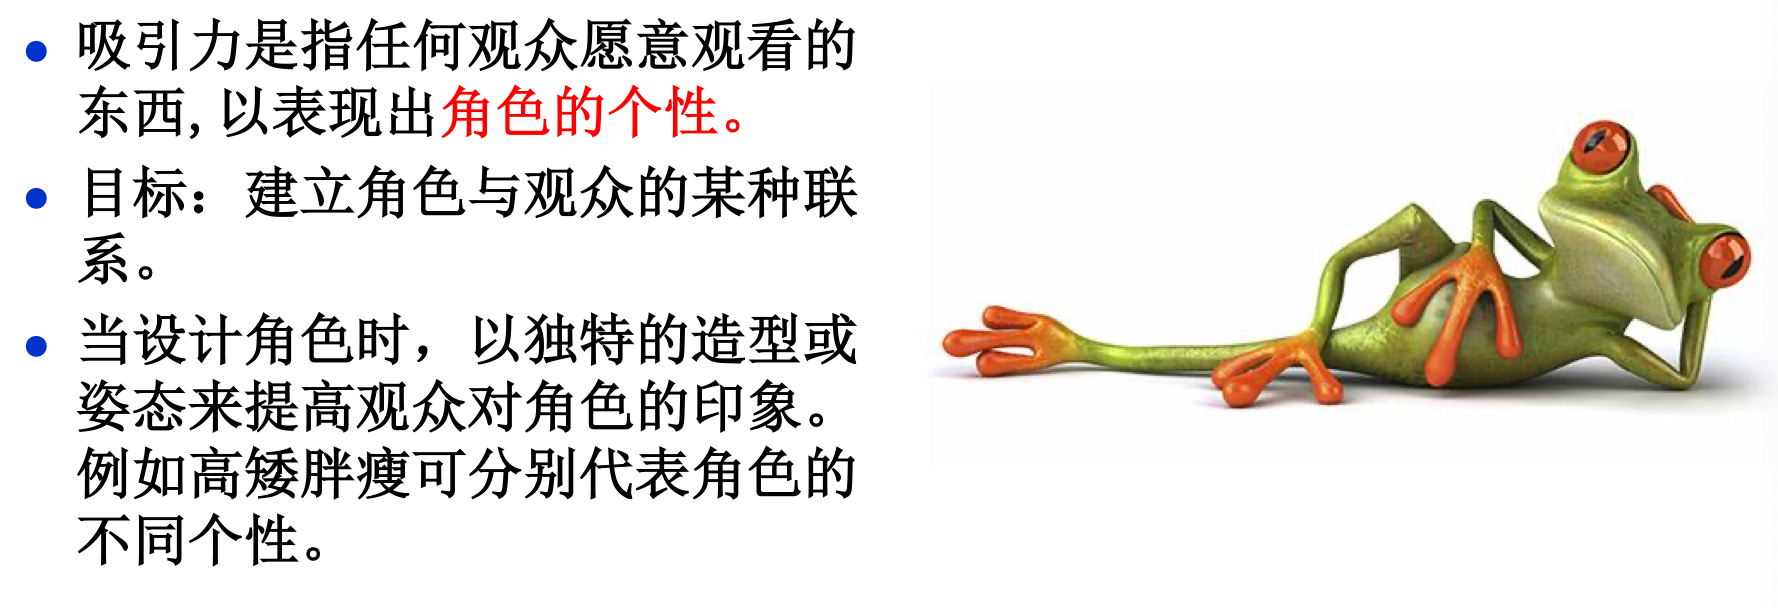 • 吸引力是指任何观众愿意观看的
东西, 以表现出角色的个性。
• 目标：建立角色与观众的某种联
系。
• 当设计角色时，以独特的造型或
姿态来提高观众对角色的印象。
例如高矮胖瘦可分别代表角色的
不同个性。